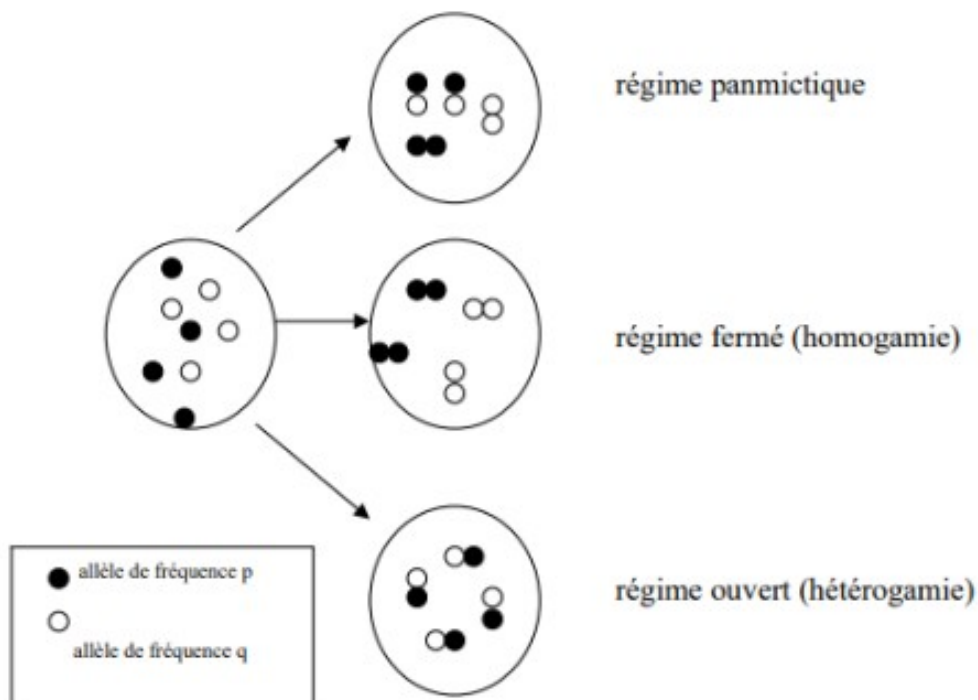 régime panmictique
régime fermé (homogamie)
régime ouvert (hétérogamie)
allèle de fréquence p
allèle de fréquence q